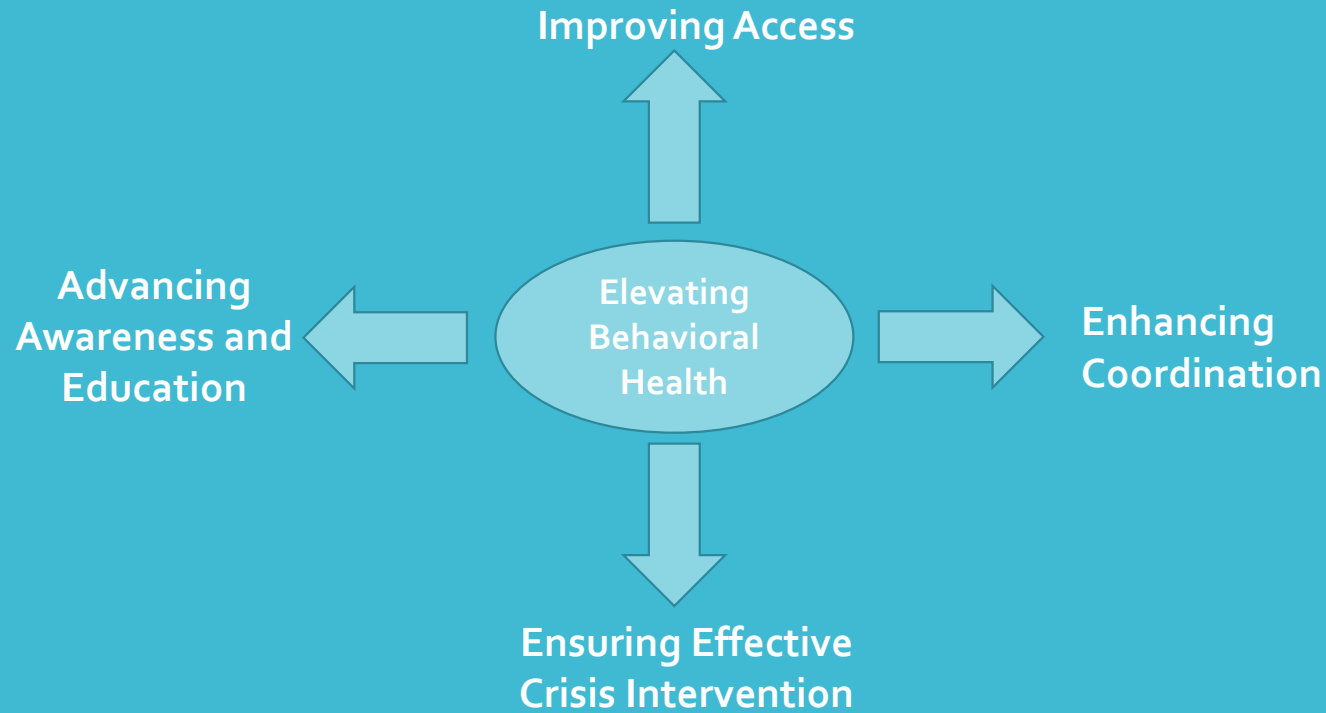 Improving Access
Advancing
Awareness and
Education
Elevating
Behavioral
Health
Enhancing
Coordination
Ensuring Effective
Crisis Intervention